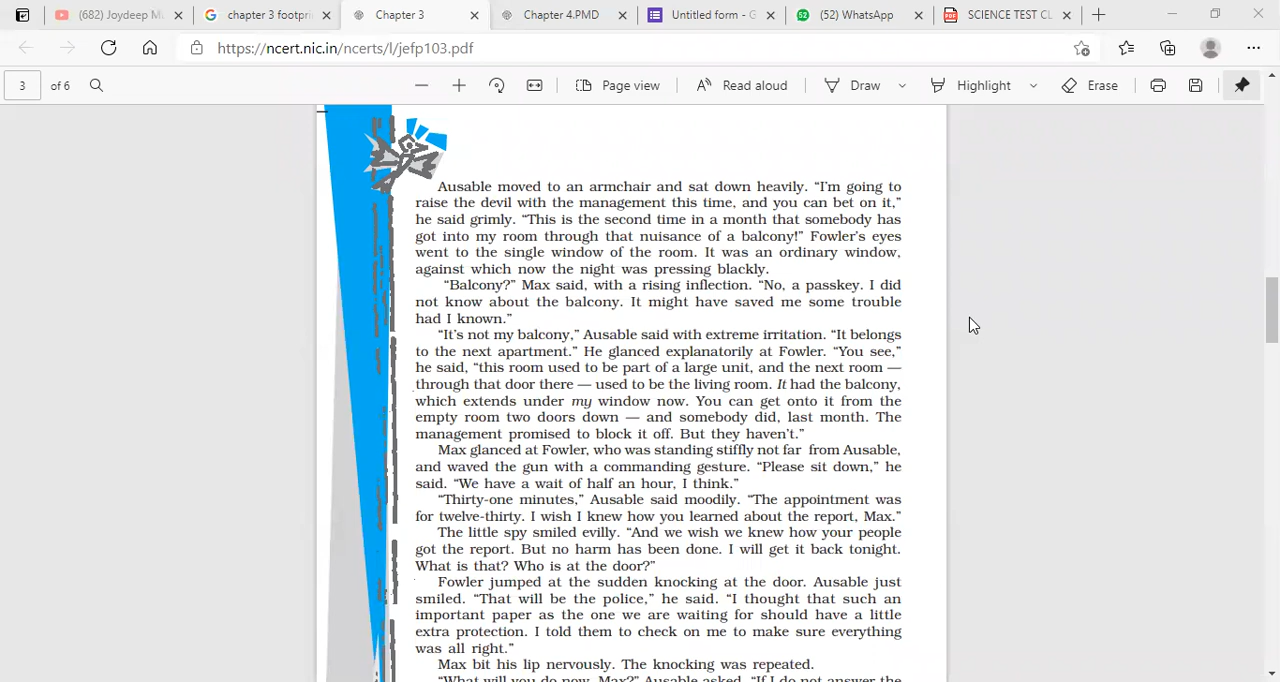 (682) Joydeep M
chapter 3 footpri
Chapter 3
Chapter 4.PMD
Untitled form - G
(52) WhatsApp
SCIENCE TEST CL
https://ncert.nic.in/ncerts/l/jefp103.pdf
3 of 6
Page view
Read aloud
Draw
Highlight
Erase
Ausable moved to an armchair and sat down heavily. “I’m going to
raise the devil with the management this time, and you can bet on it,”
he said grimly. “This is the second time in a month that somebody has
got into my room through that nuisance of a balcony!” Fowler’s eyes
went to the single window of the room. It was an ordinary window,
against which now the night was pressing blackly.
“Balcony?” Max said, with a rising inflection. “No, a passkey. I did
not know about the balcony. It might have saved me some trouble
had I known.”
“It’s not my balcony,” Ausable said with extreme irritation. “It belongs
to the next apartment.” He glanced explanatorily at Fowler. “You see,”
he said, “this room used to be part of a large unit, and the next room —
through that door there — used to be the living room. It had the balcony,
which extends under my window now. You can get onto it from the
empty room two doors down — and somebody did, last month. The
management promised to block it off. But they haven’t.”
Max glanced at Fowler, who was standing stiffly not far from Ausable,
and waved the gun with a commanding gesture. “Please sit down,” he
said. “We have a wait of half an hour, I think.”
“Thirty-one minutes,” Ausable said moodily. “The appointment was
for twelve-thirty. I wish I knew how you learned about the report, Max.”
The little spy smiled evilly. “And we wish we knew how your people
got the report. But no harm has been done. I will get it back tonight.
What is that? Who is at the door?”
Fowler jumped at the sudden knocking at the door. Ausable just
smiled. “That will be the police,” he said. “I thought that such an
important paper as the one we are waiting for should have a little
extra protection. I told them to check on me to make sure everything
was all right.”
Max bit his lip nervously. The knocking was repeated.
“What will you do now, Max?” Ausable asked. “If I do not answer the